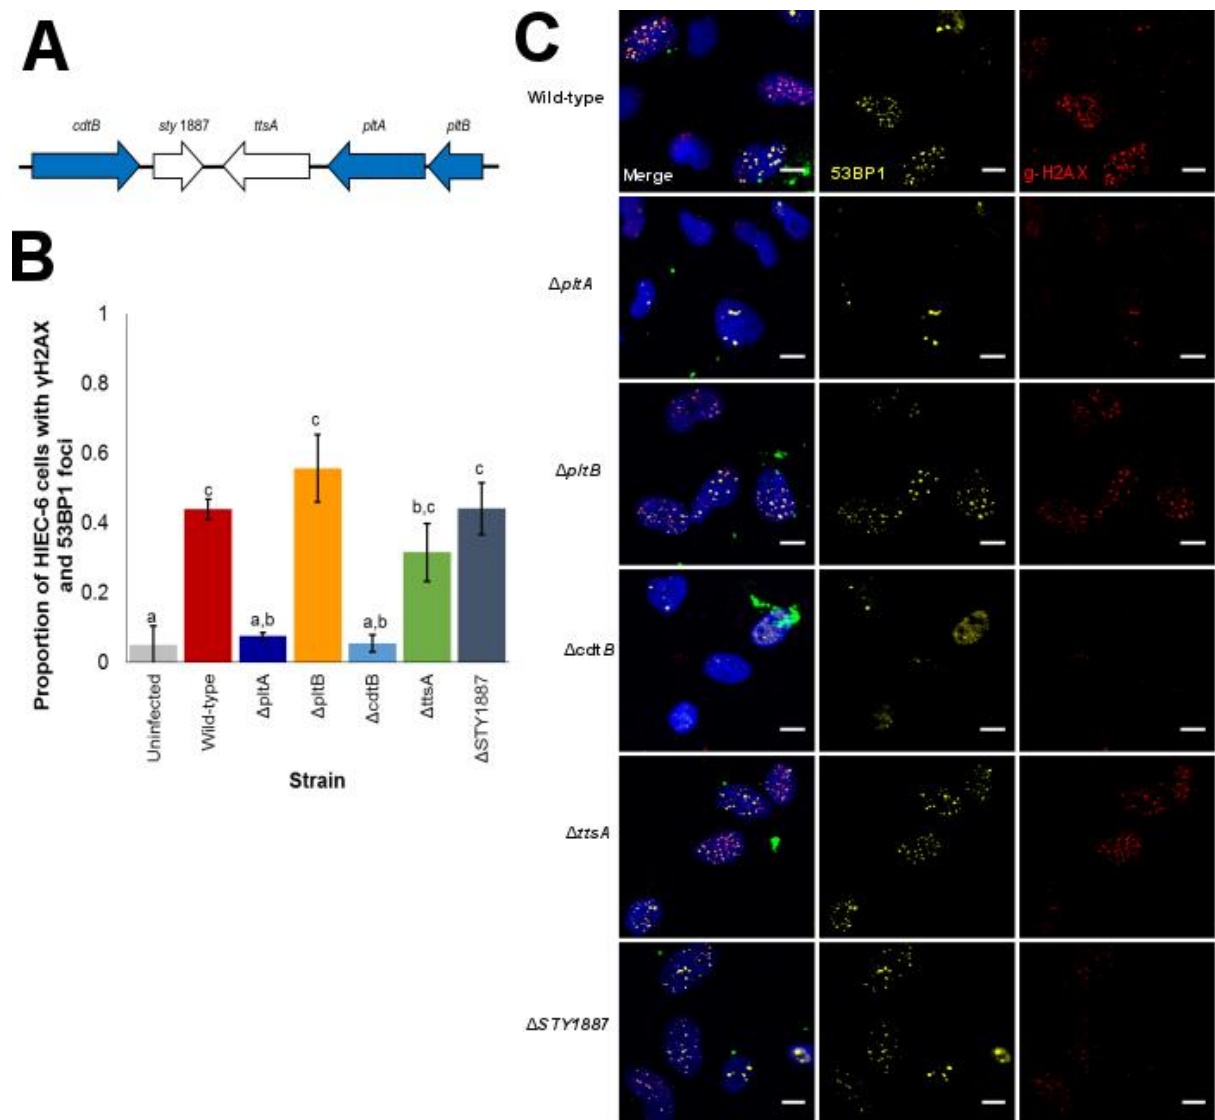 A
cdtB
sty 1887
ttsA
pltA
pltB
B
Proportion of HIEC-6 cells with γH2AX
and 53BP1 foci
1
0.8
0.6
0.4
0.2
0
a
c
a,b
c
a,b
b,c
c
Uninfected
Wild-type
ΔpltA
ΔpltB
ΔcdtB
ΔttsA
ΔSTY1887
Strain
C
Wild-type
Merge
53BP1
g-H2AX
ΔpltA
ΔpltB
ΔcdtB
ΔttsA
ΔSTY1887